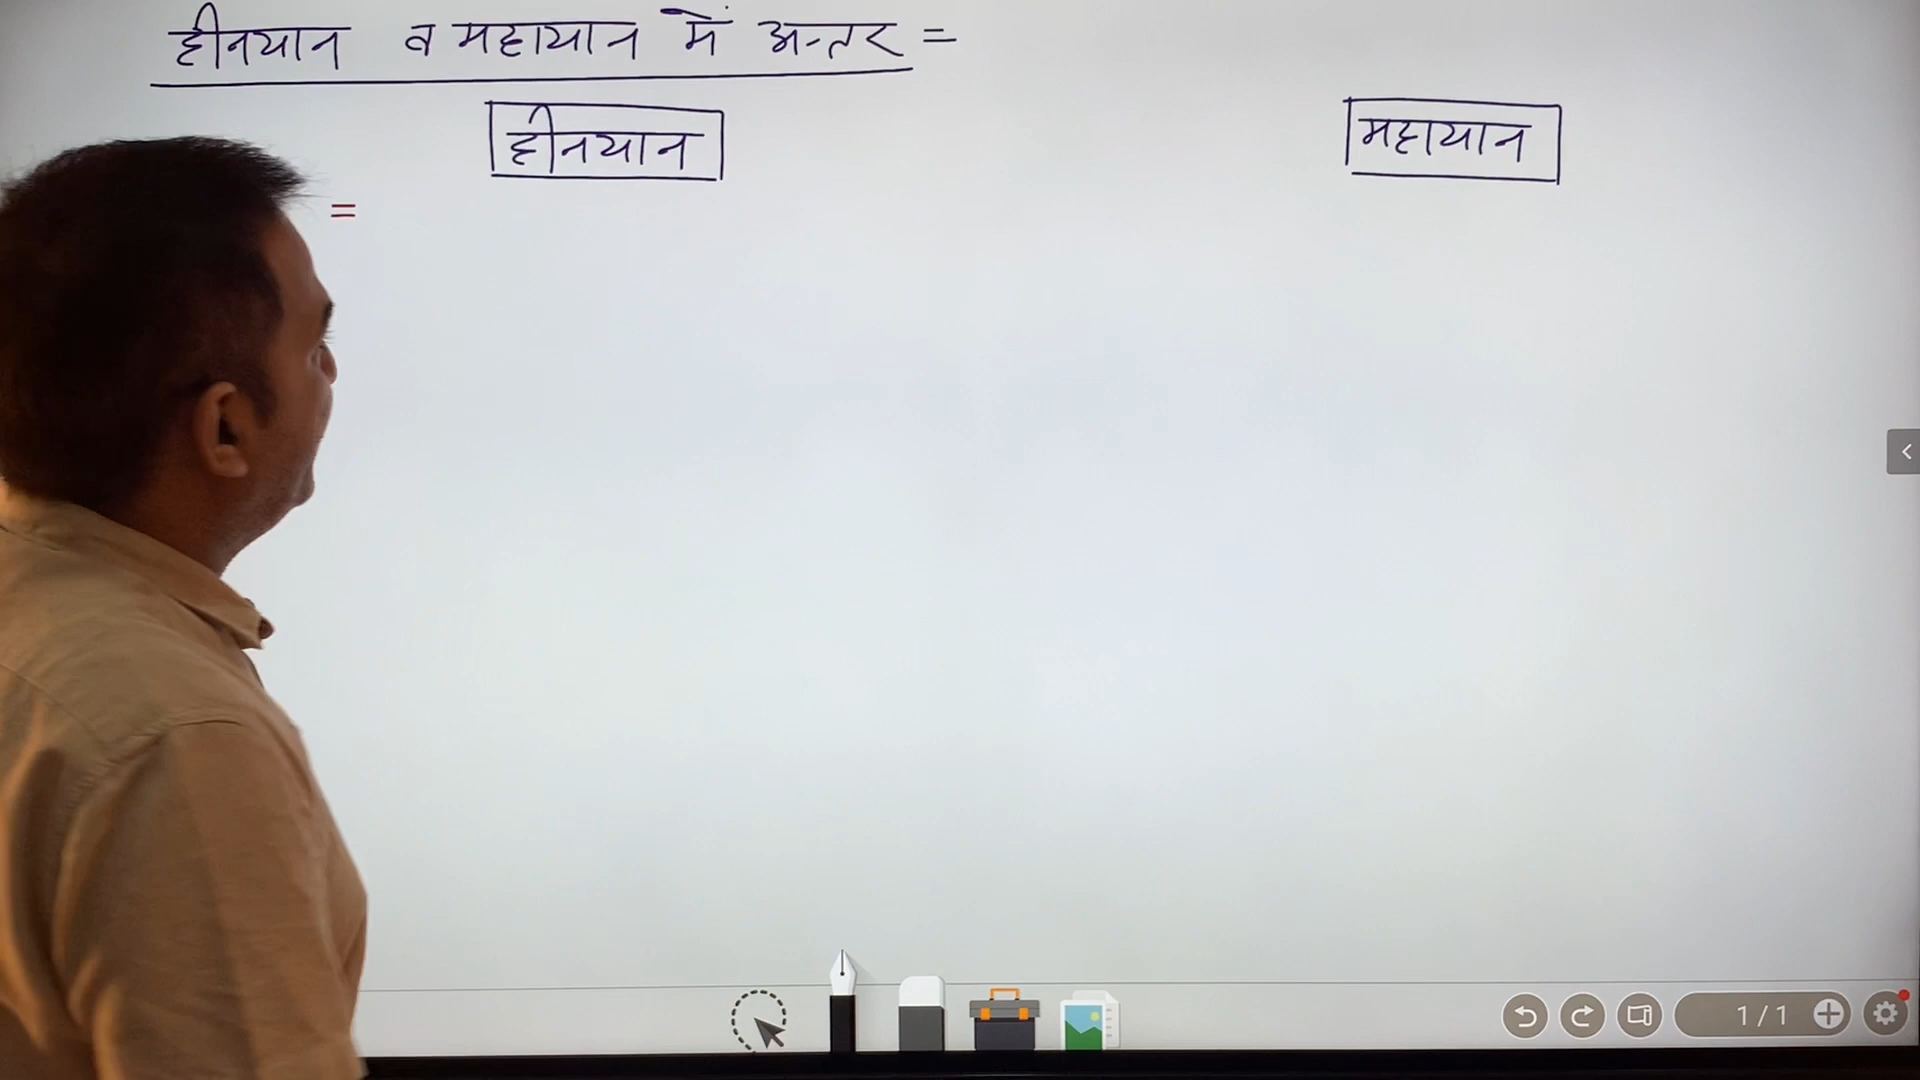 हीनयान व महायान में अन्तर =
हीनयान महायान
=
1/1